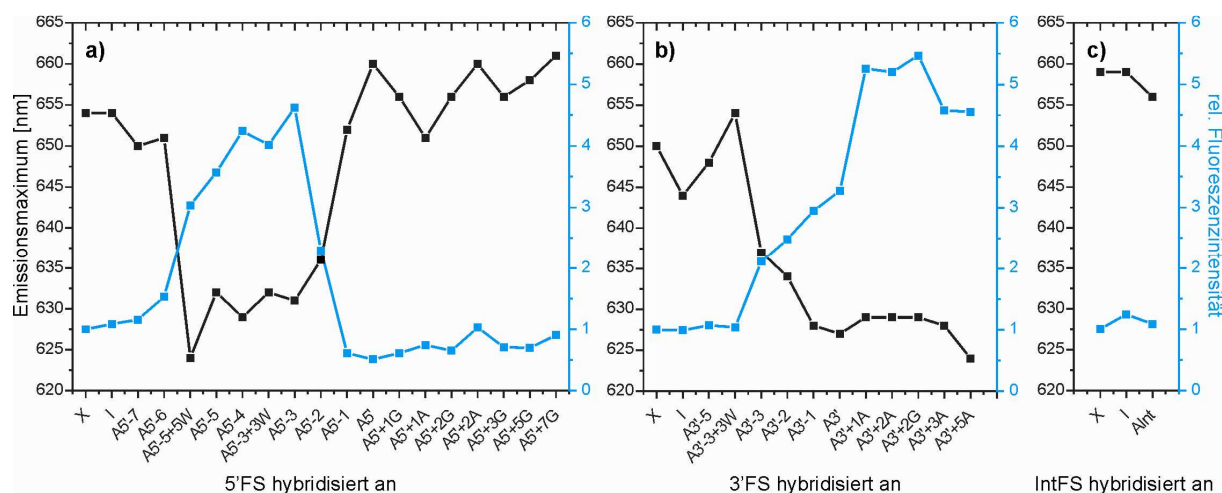 a)
b)
c)
Emissionsmaximum [nm]
665
660
655
650
645
640
635
630
625
620
6
5
4
3
2
1
0
X
I
A5'-7
A5'-6
A5'-5+5W
A5'-5
A5'-4
A5'-3+3W
A5'-3
A5'-2
A5'-1
A5'
A5'+1G
A5'+1A
A5'+2G
A5'+2A
A5'+3G
A5'+5G
A5'+7G
5'FS hybridisiert an
665
660
655
650
645
640
635
630
625
620
6
5
4
3
2
1
0
X
I
A3'-5
A3'-3+3W
A3'-3
A3'-2
A3'-1
A3'
A3'+1A
A3'+2A
A3'+2G
A3'+3A
A3'+5A
3'FS hybridisiert an
665
660
655
650
645
640
635
630
625
620
6
5
4
3
2
1
0
rel. Fluoreszenzintensität
X
I
AInt
IntFS hybridisiert an